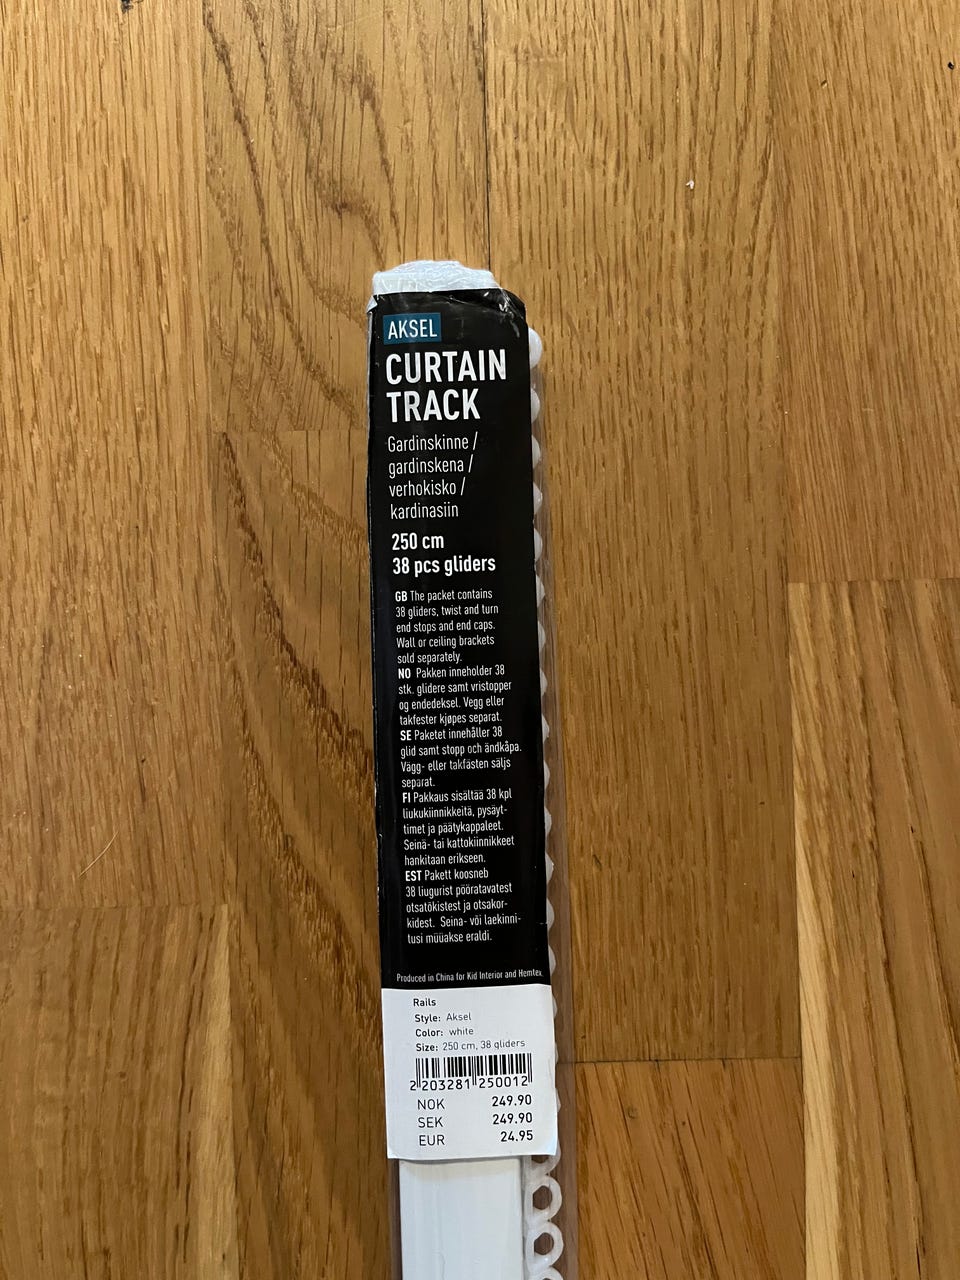 AKSEL
CURTAIN
TRACK
Gardinskinne /
gardinskena /
verhokisko /
kardinasiin
250 cm
38 pcs gliders
GB The packet contains
38 gliders, twist and turn
end stops and end caps.
Wall or ceiling brackets
sold separately.
NO Pakken inneholder 38
stk. glidere samt vristopper
og endedeksel. Vegg eller
takfester kjøpes separat.
SE Paketet innehåller 38
glid samt stopp och ändkåpa.
Vägg- eller takfästen säljs
separat.
FI Pakkaus sisältää 38 kpl
liukukiinnikkeitä, pysäyt-
timet ja päätykappaleet.
Seinä- tai kattokiinnikkeet
hankitaan erikseen.
EST Pakett koosneb
38 liugurist pööratavatest
otsatõkistest ja otsakor-
kidest. Seina- või laekinni-
tusi müüakse eraldi.
Produced in China for Kid Interior and Hemtex.
Rails
Style: Aksel
Color: white
Size: 250 cm, 38 gliders
2 203281 250012
NOK 249.90
SEK 249.90
EUR 24.95